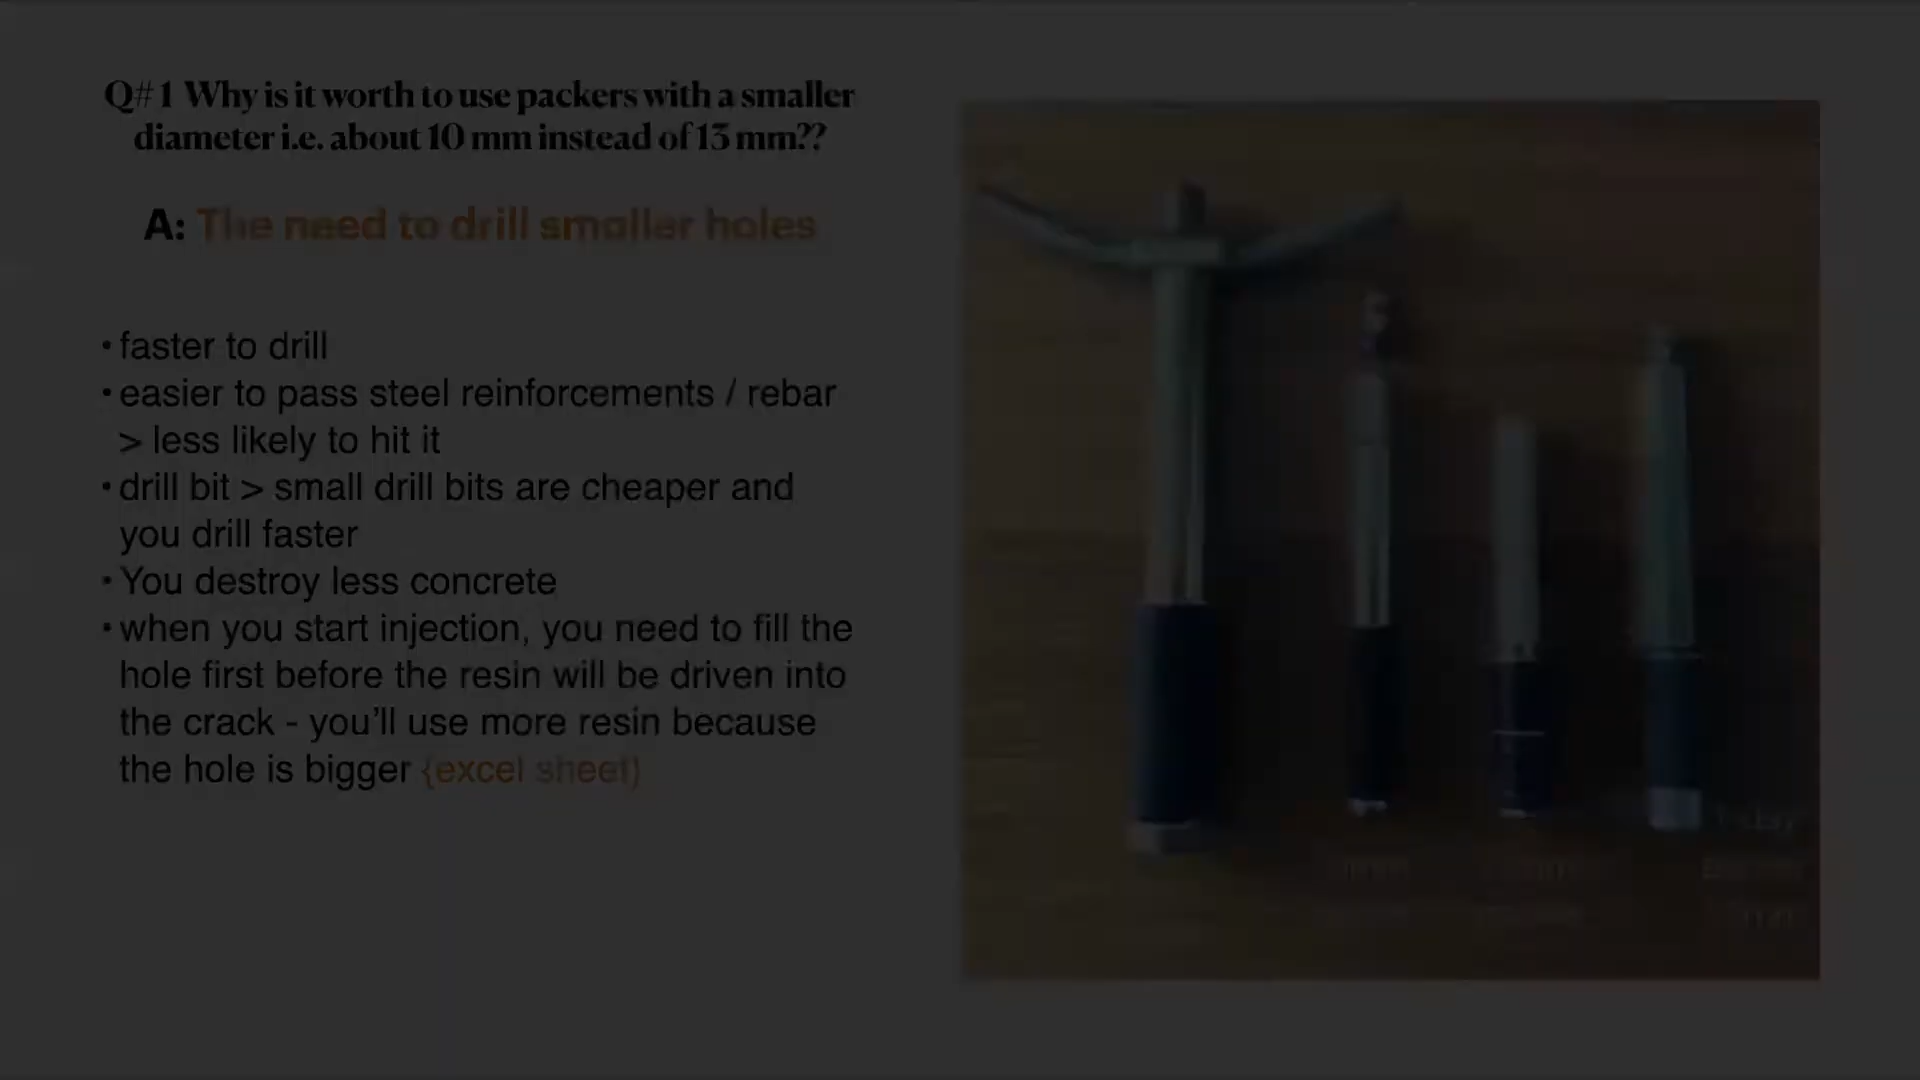 Q#1 Why is it worth to use packers with a smaller
diameter i.e. about 10 mm instead of 13 mm??
A: The need to drill smaller holes
• faster to drill
• easier to pass steel reinforcements / rebar
> less likely to hit it
• drill bit > small drill bits are cheaper and
you drill faster
• You destroy less concrete
• when you start injection, you need to fill the
hole first before the resin will be driven into
the crack - you’ll use more resin because
the hole is bigger (excel sheet)